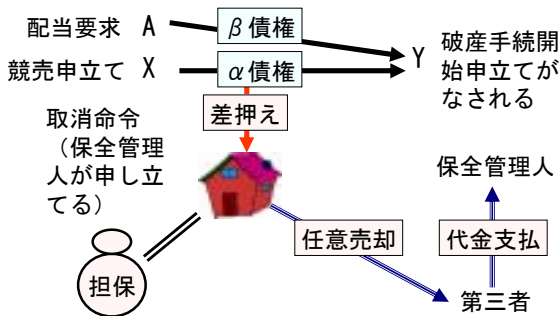 配当要求 A β債権
競売申立て X α債権
Y 破産手続開
始申立てが
なされる
差押え
取消命令
（保全管理
人が申し立
てる）
保全管理人
任意売却
代金支払
担保
第三者